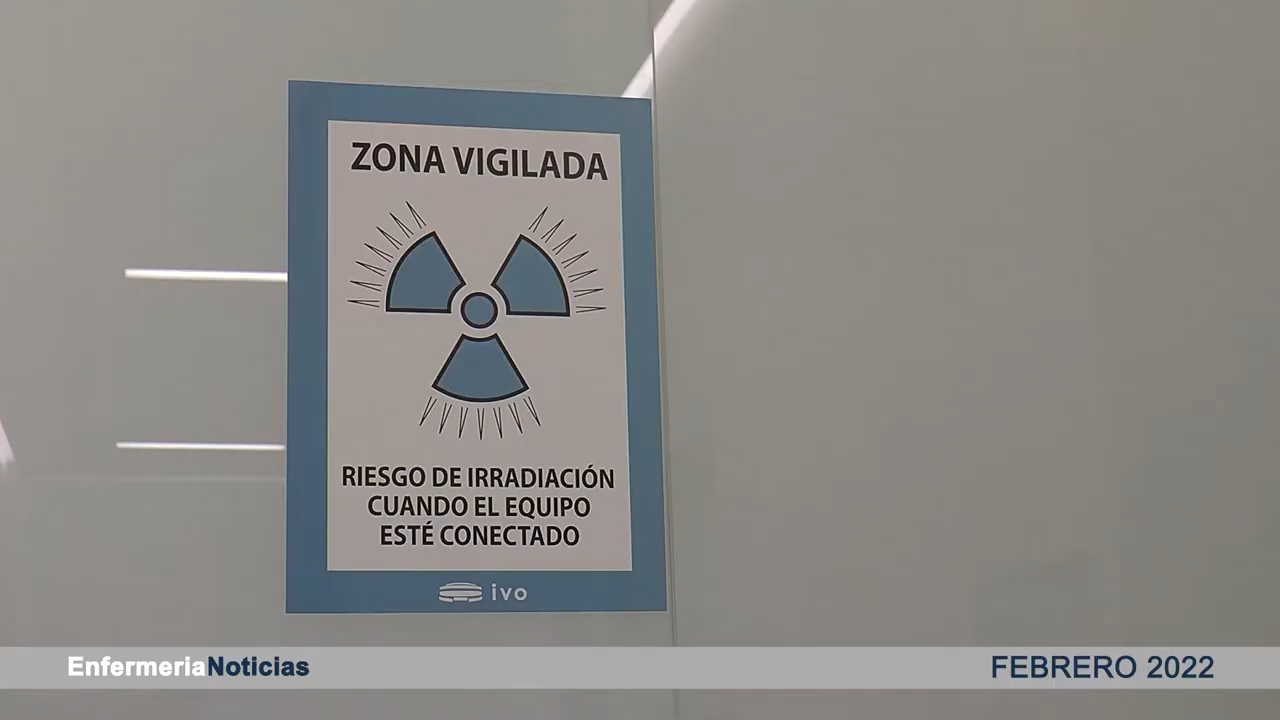 ZONA VIGILADA
RIESGO DE IRRADIACIÓN
CUANDO EL EQUIPO
ESTÉ CONECTADO
ivo
EnfermeriaNoticias
FEBRERO 2022